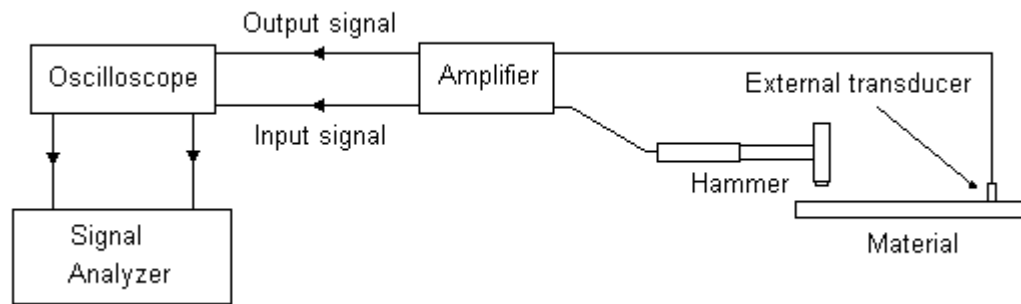 Output signal
Oscilloscope
Amplifier
External transducer
Input signal
Hammer
Signal
Analyzer
Material